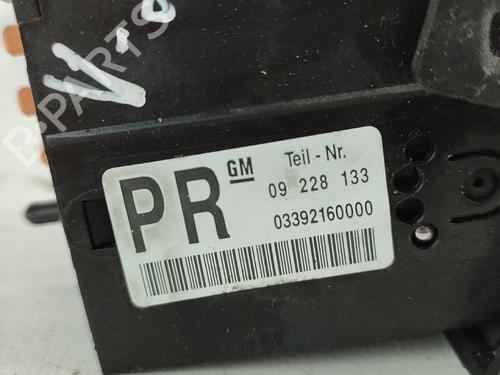 B-PARTS
PR
GM
Teil - Nr.
09 228 133
03392160000